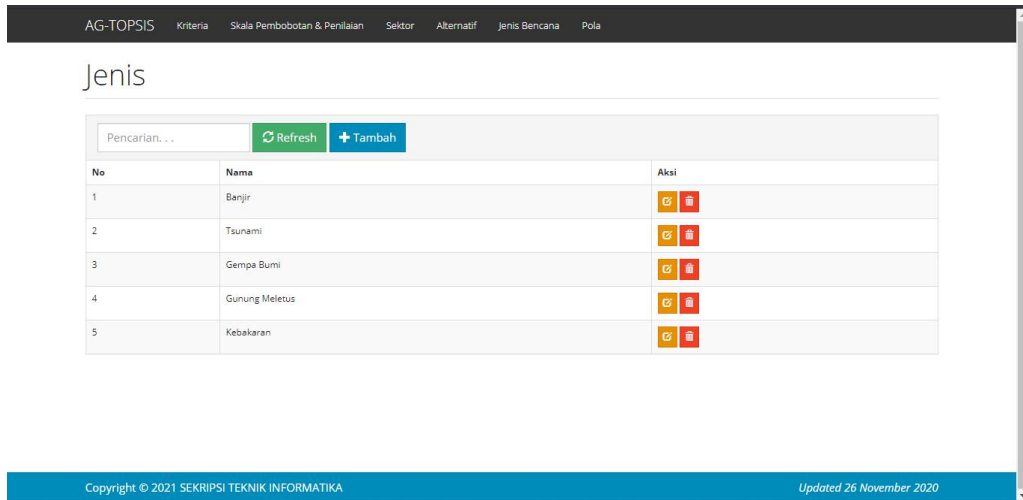 AG-TOPSIS Kriteria Skala Pembobotan & Penilaian Sektor Alternatif Jenis Bencana Pola
Jenis
Pencarian. . . Refresh Tambah
No Nama Aksi
1 Banjir
2 Tsunami
3 Gempa Bumi
4 Gunung Meletus
5 Kebakaran
Copyright © 2021 SEKRIPSI TEKNIK INFORMATIKA Updated 26 November 2020